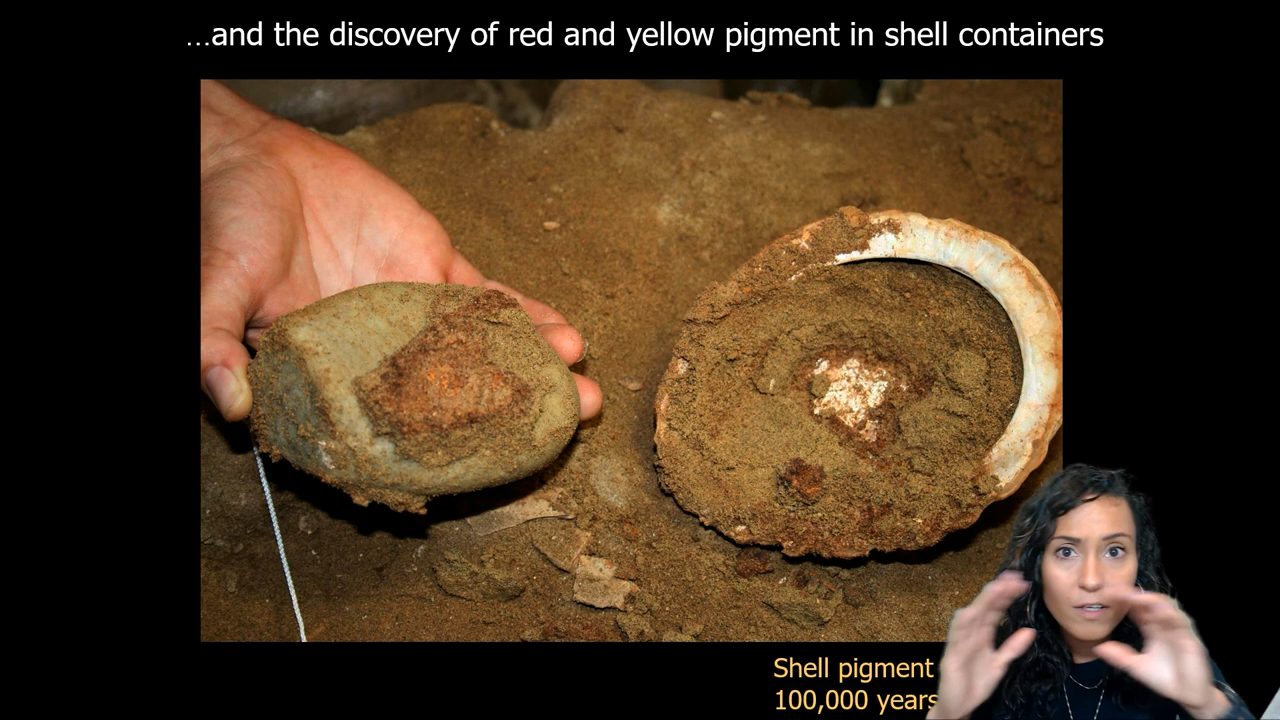 ...and the discovery of red and yellow pigment in shell containers
Shell pigment
100,000 years